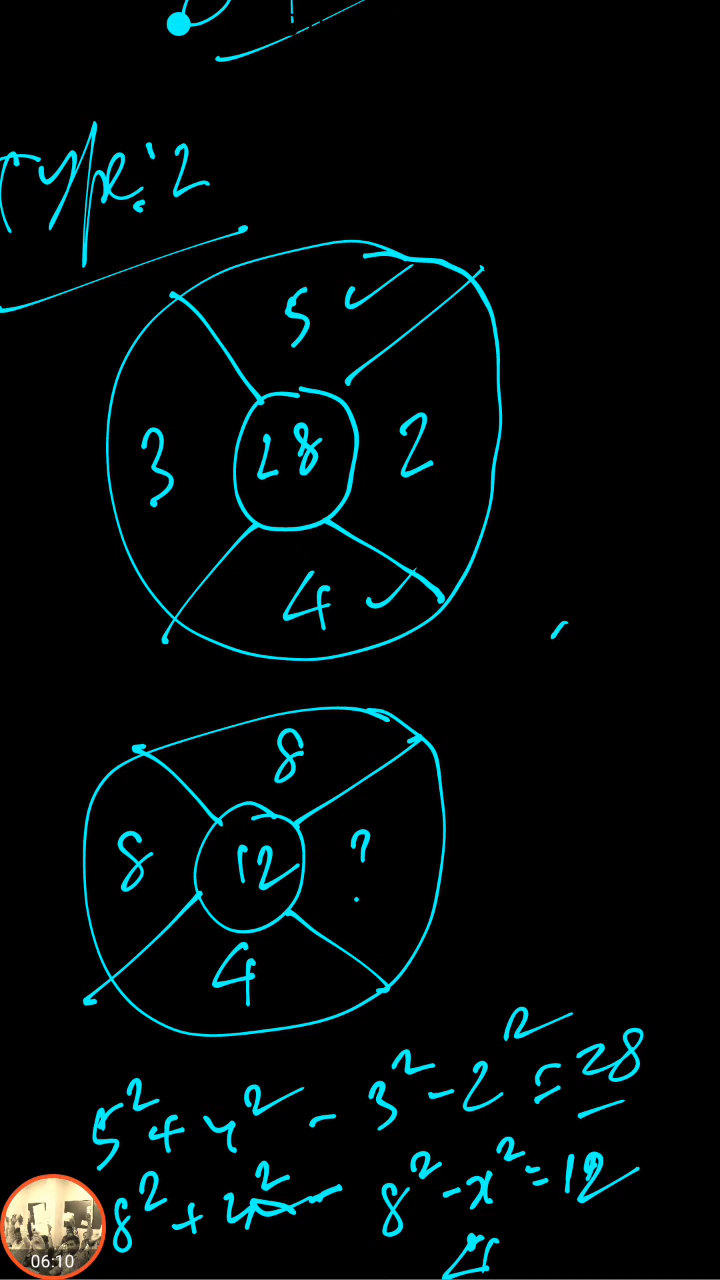 Type: 2
5
3 28 2
4
8
8 12 ?
4
5² + 4² - 3² - 2² = 28
8² + 4² - 8² - x² = 12
06:10